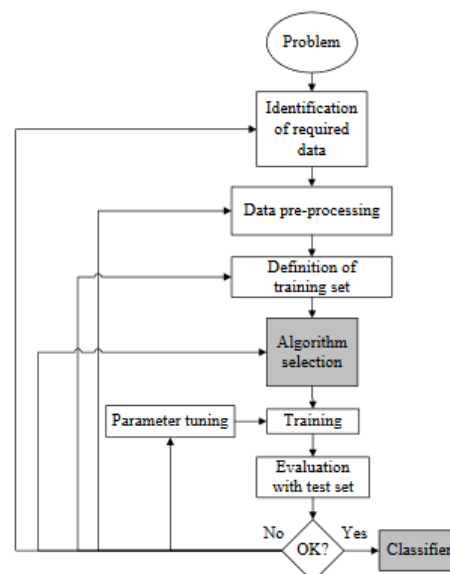 Problem
Identification
of required
data
Data pre-processing
Definition of
training set
Algorithm
selection
Parameter tuning
Training
Evaluation
with test set
No
OK?
Yes
Classifier